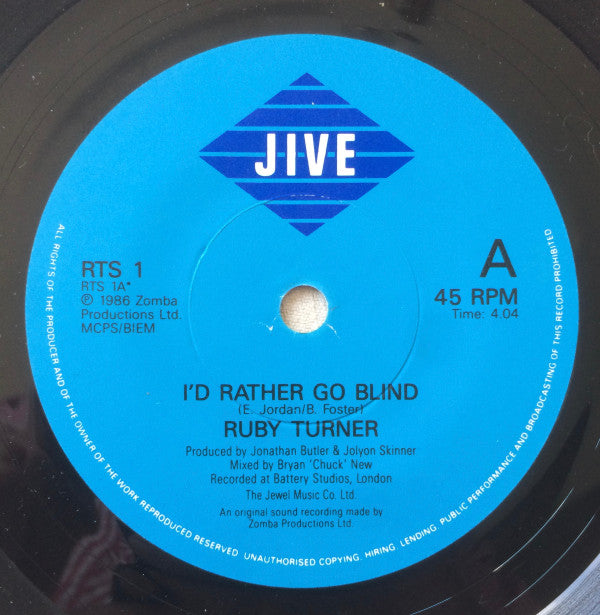 JIVE
RTS 1
RTS 1A*
℗ 1986 Zomba
Productions Ltd.
MCPS/BIEM
A
45 RPM
Time: 4.04
I'D RATHER GO BLIND
(E. Jordan/B. Foster)
RUBY TURNER
Produced by Jonathan Butler & Jolyon Skinner
Mixed by Bryan 'Chuck' New
Recorded at Battery Studios, London
The Jewel Music Co. Ltd.
An original sound recording made by
Zomba Productions Ltd.
ALL RIGHTS OF THE PRODUCER AND OF THE OWNER OF THE WORK REPRODUCED RESERVED. UNAUTHORISED COPYING, HIRING, LENDING, PUBLIC PERFORMANCE AND BROADCASTING OF THIS RECORD PROHIBITED